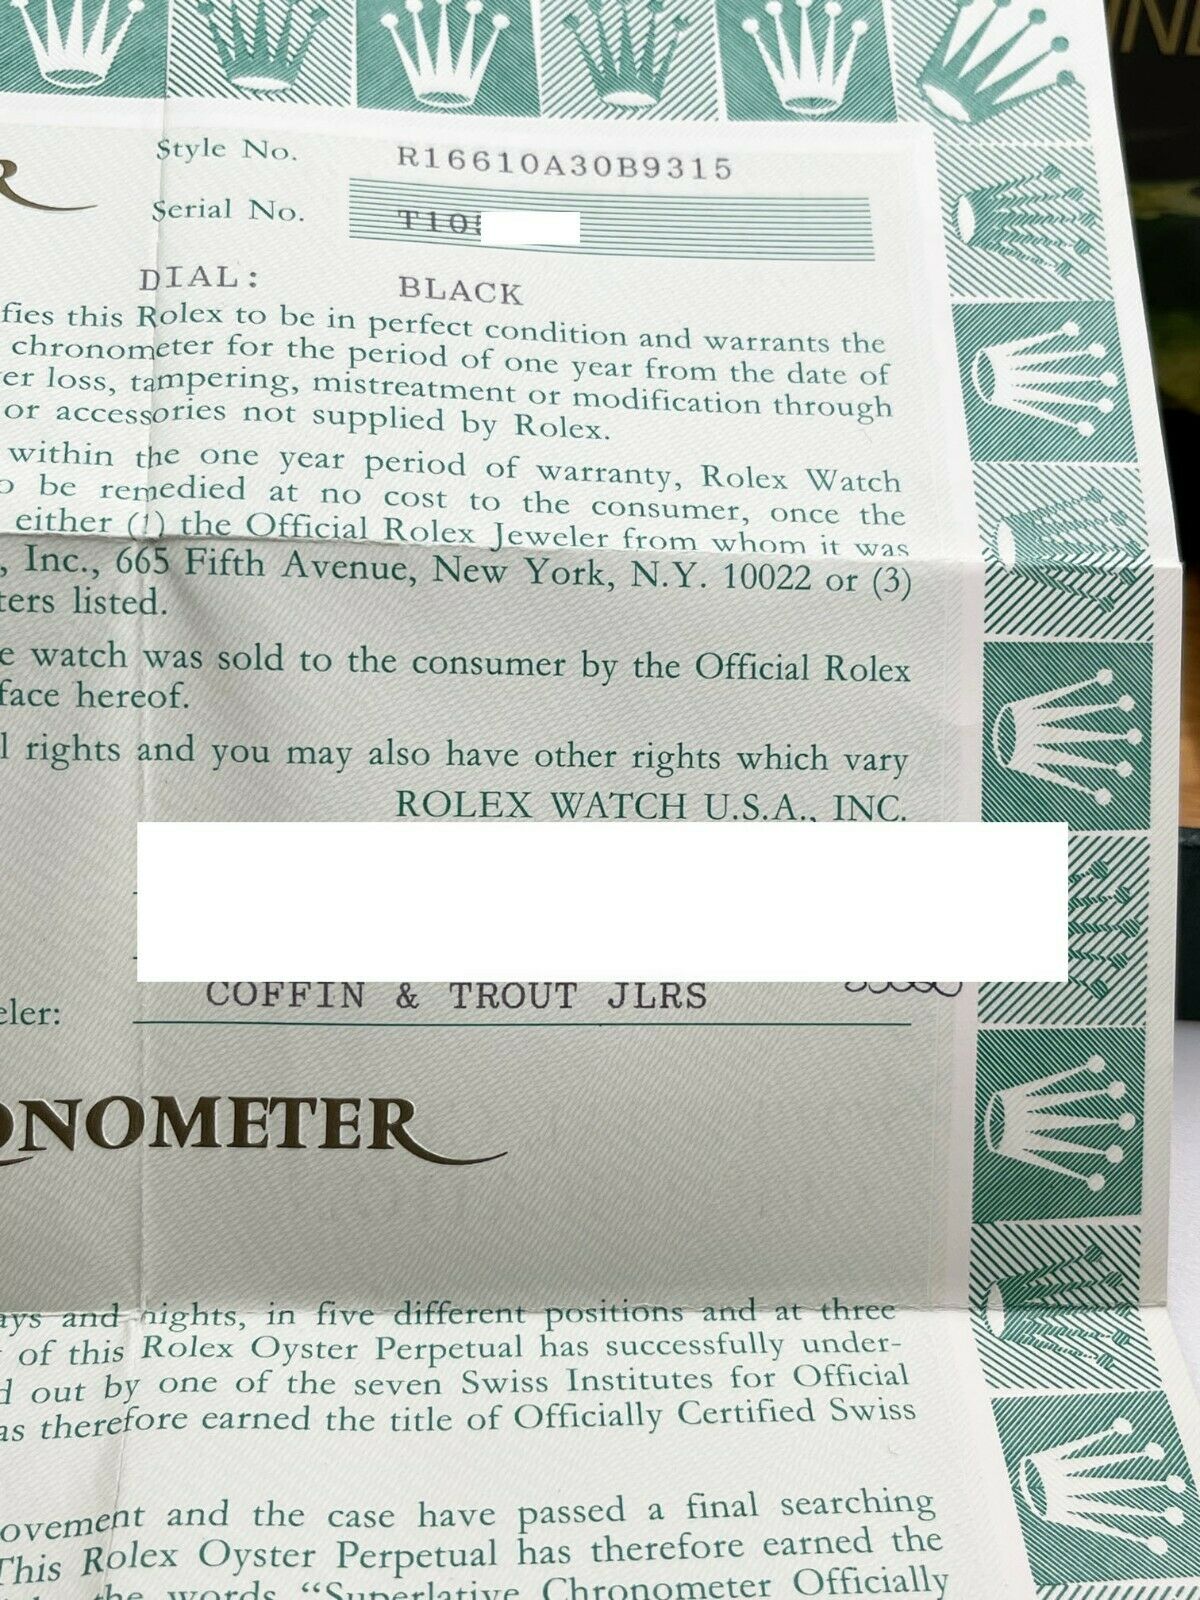 Style No. R16610A30B9315
Serial No. T10
DIAL: BLACK
fies this Rolex to be in perfect condition and warrants the
chronometer for the period of one year from the date of
er loss, tampering, mistreatment or modification through
or accessories not supplied by Rolex.
within the one year period of warranty, Rolex Watch
o be remedied at no cost to the consumer, once the
either (1) the Official Rolex Jeweler from whom it was
, Inc., 665 Fifth Avenue, New York, N.Y. 10022 or (3)
ters listed.
e watch was sold to the consumer by the Official Rolex
face hereof.
l rights and you may also have other rights which vary
ROLEX WATCH U.S.A., INC.
eler: COFFIN & TROUT JLRS
ONOMETER
ays and nights, in five different positions and at three
of this Rolex Oyster Perpetual has successfully under-
d out by one of the seven Swiss Institutes for Official
as therefore earned the title of Officially Certified Swiss
ovement and the case have passed a final searching
This Rolex Oyster Perpetual has therefore earned the
the words "Superlative Chronometer Officially